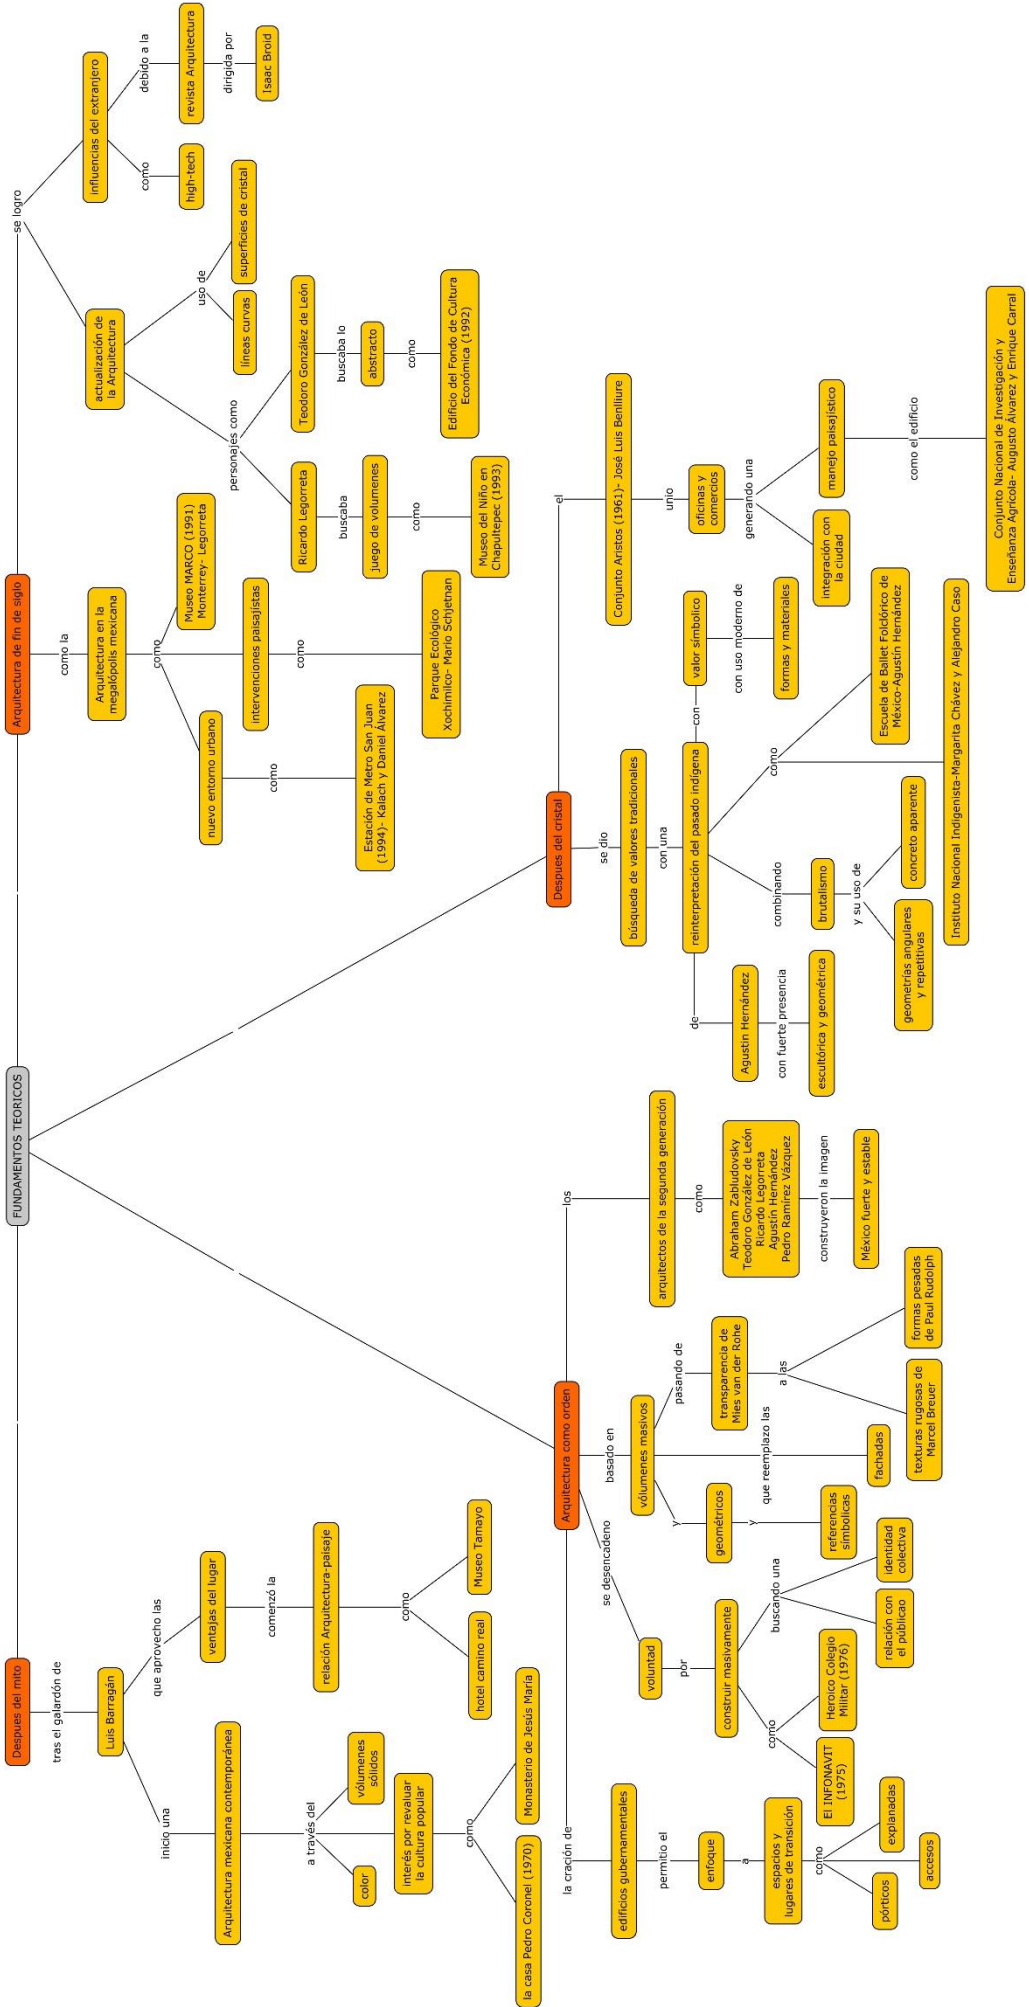 FUNDAMENTOS TEORICOS
Despues del mito
tras el galardón de
Luis Barragán
inicio una
Arquitectura mexicana contemporánea
a través del
color
vólumenes
sólidos
interés por revaluar
la cultura popular
como
la casa Pedro Coronel (1970)
Monasterio de Jesús María
que aprovecho las
ventajas del lugar
comenzó la
relación Arquitectura-paisaje
como
hotel camino real
Museo Tamayo
Arquitectura como orden
la cración de
edificios gubernamentales
permitio el
enfoque
a
espacios y
lugares de transición
como
pórticos
accesos
explanadas
se desencadeno
voluntad
por
construir masivamente
como
El INFONAVIT
(1975)
Heroico Colegio
Militar (1976)
buscando una
relación con
el públicao
identidad
colectiva
basado en
vólumenes masivos
y
geométricos
y
referencias
símbolicas
que reemplazo las
fachadas
pasando de
transparencia de
Mies van der Rohe
a las
texturas rugosas de
Marcel Breuer
formas pesadas
de Paul Rudolph
los
arquitectos de la segunda generación
como
Abraham Zabludovsky
Teodoro González de León
Ricardo Legorreta
Agustín Hernández
Pedro Ramírez Vázquez
construyeron la imagen
México fuerte y estable
Despues del cristal
se dio
búsqueda de valores tradicionales
con una
reinterpretación del pasado indígena
de
Agustín Hernández
con fuerte presencia
escultórica y geométrica
combinando
brutalismo
y su uso de
geometrías angulares
y repetitivas
concreto aparente
como
Instituto Nacional Indigenista-Margarita Chávez y Alejandro Caso
Escuela de Ballet Folclórico de
México-Agustín Hernández
con
valor símbolico
con uso moderno de
formas y materiales
el
Conjunto Aristos (1961)- José Luis Benlliure
unio
oficinas y
comercios
generando una
integración con
la ciudad
manejo paisajístico
como el edificio
Conjunto Nacional de Investigación y
Enseñanza Agrícola- Augusto Álvarez y Enrique Carral
Arquitectura de fin de siglo
como la
Arquitectura en la
megalópolis mexicana
como
nuevo entorno urbano
como
Estación de Metro San Juan
(1994)- Kalach y Daniel Álvarez
intervenciones paisajistas
como
Parque Ecológico
Xochimilco- Mario Schjetnan
Museo MARCO (1991)
Monterrey- Legorreta
se logro
actualización de
la Arquitectura
personajes como
Ricardo Legorreta
buscaba
juego de volumenes
como
Museo del Niño en
Chapultepec (1993)
Teodoro González de León
buscaba lo
abstracto
como
Edificio del Fondo de Cultura
Económica (1992)
uso de
líneas curvas
superficies de cristal
influencias del extranjero
como
high-tech
debido a la
revista Arquitectura
dirigida por
Isaac Broid